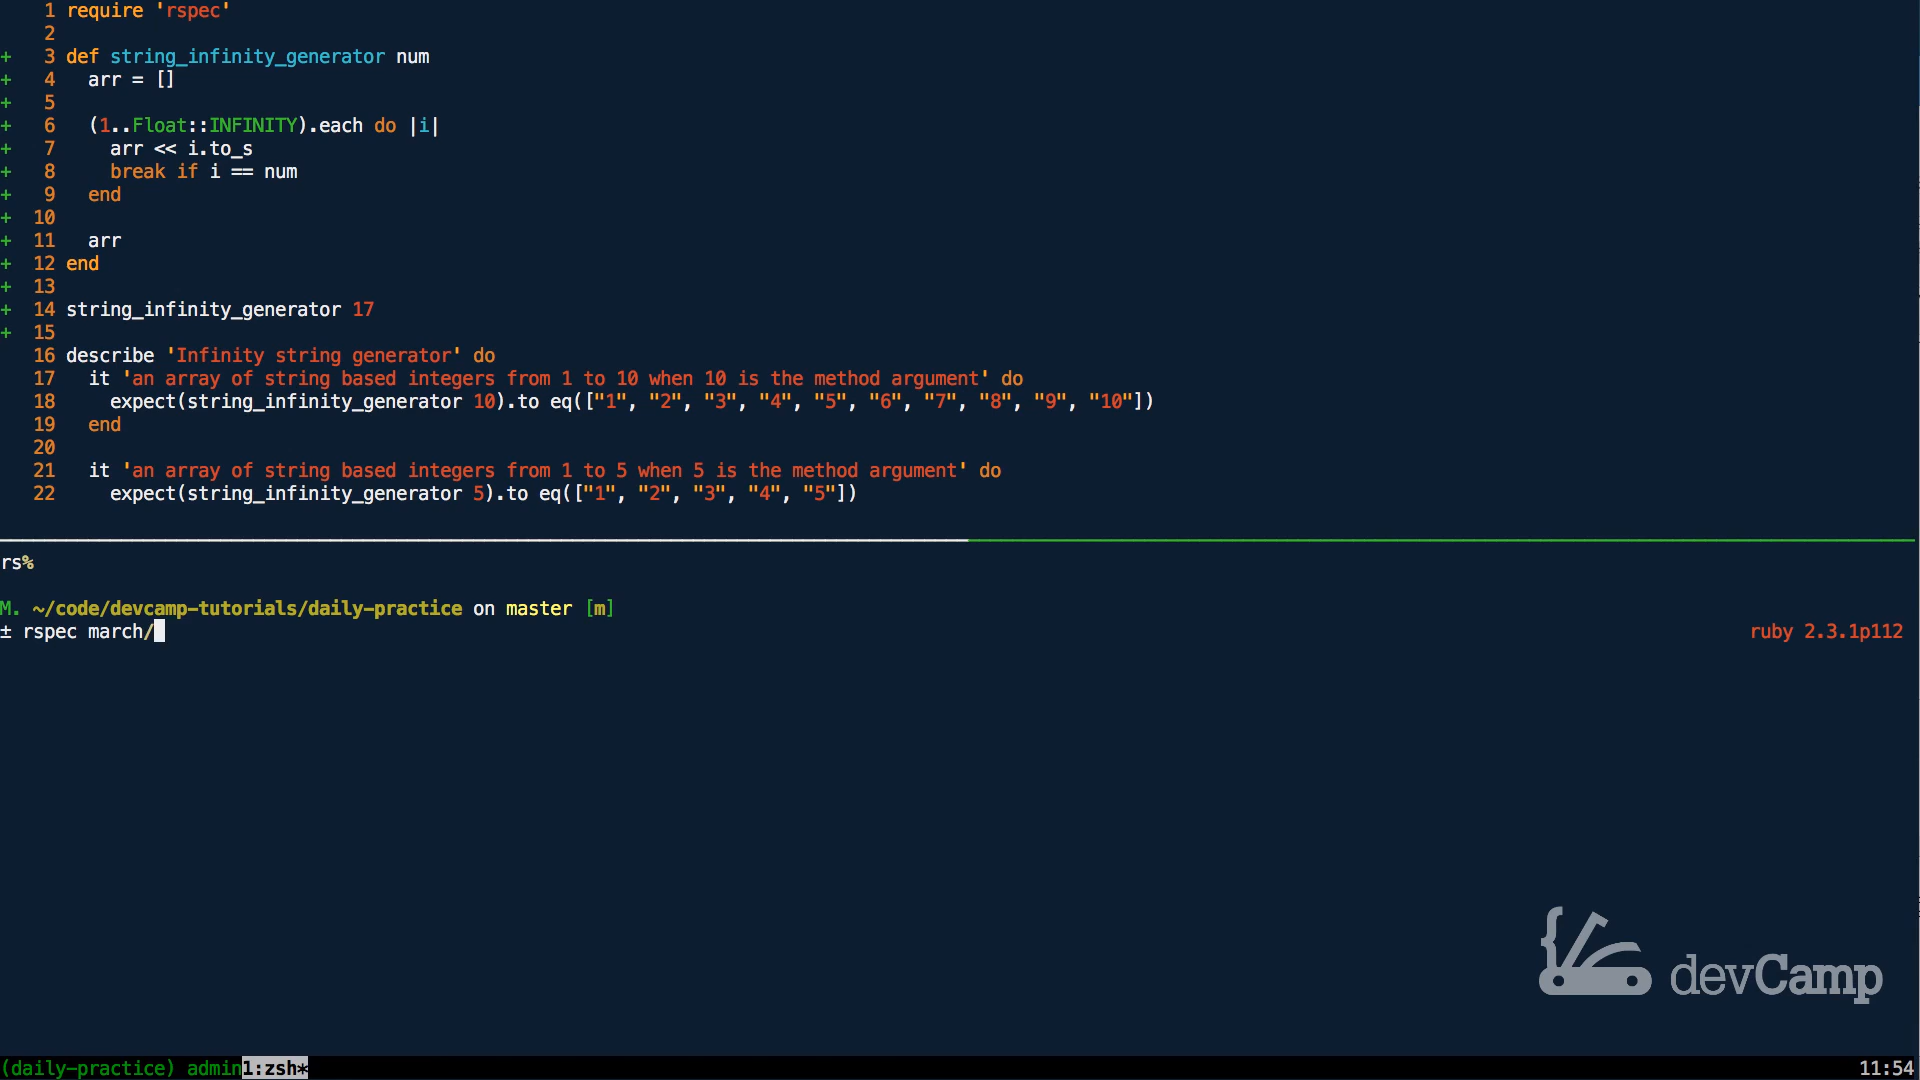 1 require 'rspec'
2
+ 3 def string_infinity_generator num
+ 4   arr = []
+ 5
+ 6   (1..Float::INFINITY).each do |i|
+ 7     arr << i.to_s
+ 8     break if i == num
+ 9   end
+ 10
+ 11   arr
+ 12 end
+ 13
+ 14 string_infinity_generator 17
+ 15
16 describe 'Infinity string generator' do
17   it 'an array of string based integers from 1 to 10 when 10 is the method argument' do
18     expect(string_infinity_generator 10).to eq(["1", "2", "3", "4", "5", "6", "7", "8", "9", "10"])
19   end
20
21   it 'an array of string based integers from 1 to 5 when 5 is the method argument' do
22     expect(string_infinity_generator 5).to eq(["1", "2", "3", "4", "5"])
rs%
M. ~/code/devcamp-tutorials/daily-practice on master [m]
± rspec march/ ruby 2.3.1p112
devCamp
(daily-practice) admin1:zsh* 11:54